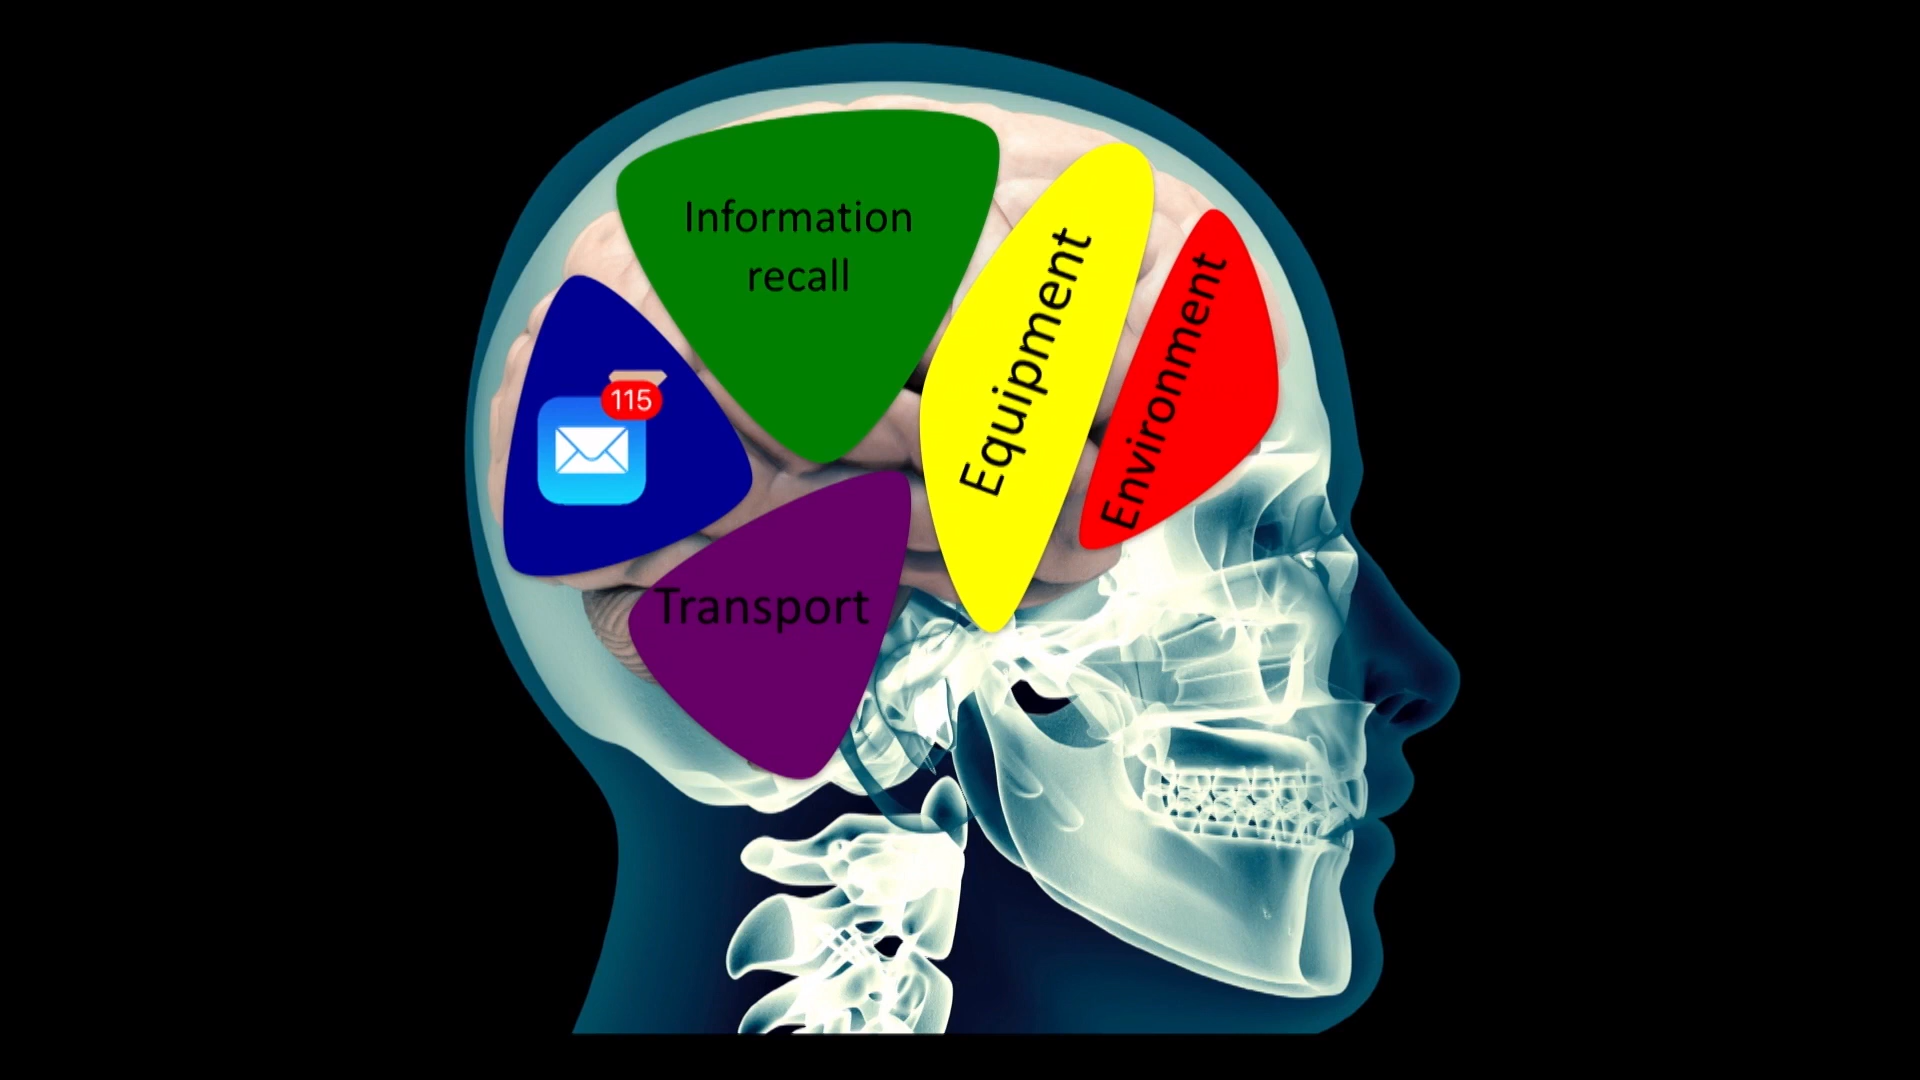 Information
recall
Equipment
Environment
115
Transport